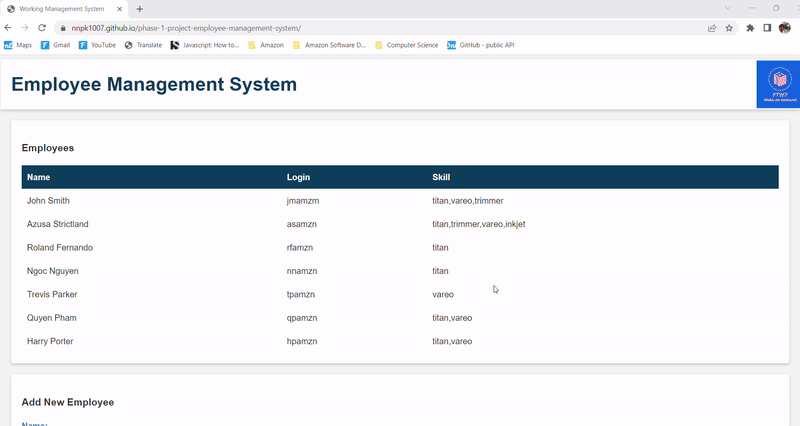 Working Management System
nnpk1007.github.io/phase-1-project-employee-management-system/
Maps Gmail YouTube Translate Javascript: How to... Amazon Amazon Software D... Computer Science GitHub - public API
Employee Management System
Make on demand
Employees
Name Login Skill
John Smith jmamzm titan,vareo,trimmer
Azusa Strictland asamzn titan,trimmer,vareo,inkjet
Roland Fernando rfamzn titan
Ngoc Nguyen nnamzn titan
Trevis Parker tpamzn vareo
Quyen Pham qpamzn titan,vareo
Harry Porter hpamzn titan,vareo
Add New Employee
Name: